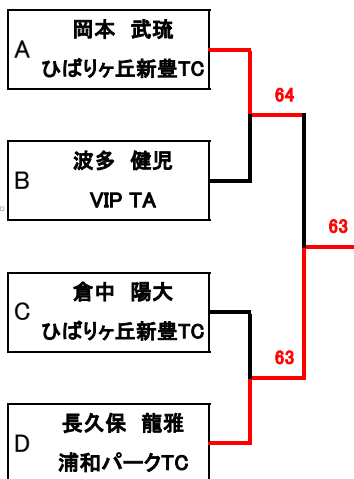 A
岡本 武琉
ひばりヶ丘新豊TC
64
B
波多 健児
VIP TA
63
C
倉中 陽大
ひばりヶ丘新豊TC
63
D
長久保 龍雅
浦和パークTC